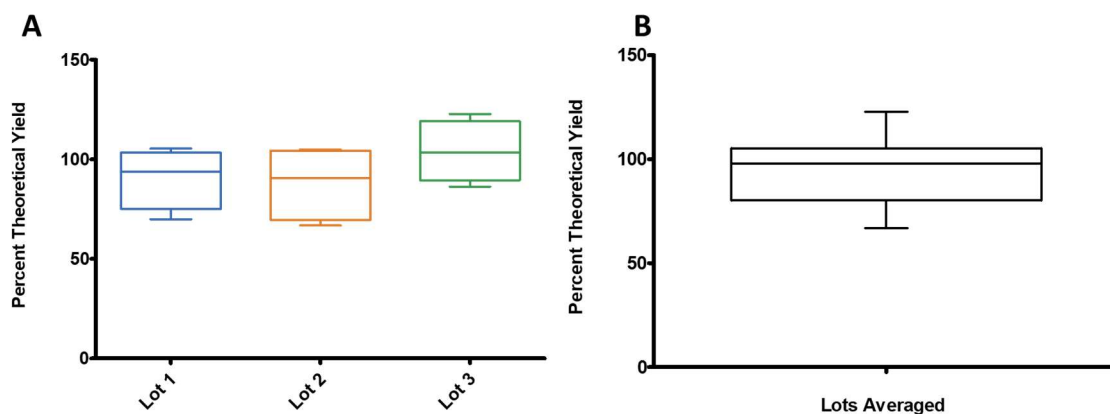 A
Percent Theoretical Yield
150
100
50
0
Lot 1
Lot 2
Lot 3
B
Percent Theoretical Yield
150
100
50
0
Lots Averaged